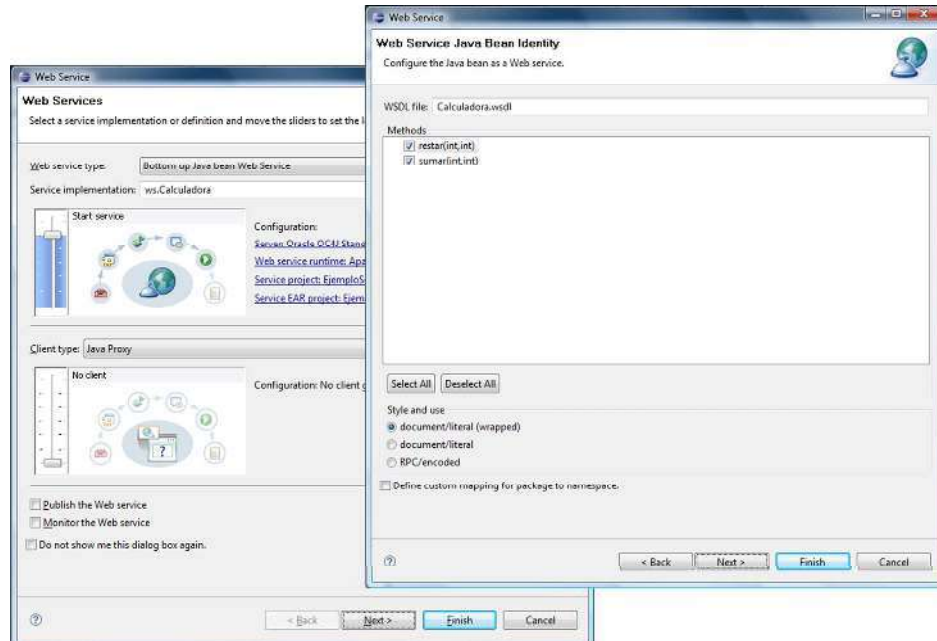 Web Service
Web Services
Select a service implementation or definition and move the sliders to set the
Web service type:
Bottom up Java bean Web Service
Service implementation: ws.Calculadora
Start service
Configuration:
Server: Oracle OC4J Stan
Web service runtime: Apa
Service project: EjemploS
Service EAR project: Ejem
Client type: Java Proxy
No client
Configuration: No client g
Publish the Web service
Monitor the Web service
Do not show me this dialog box again.
< Back
Next >
Finish
Cancel
Web Service
Web Service Java Bean Identity
Configure the Java bean as a Web service.
WSDL file: Calculadora.wsdl
Methods
restar(int,int)
sumar(int,int)
Select All
Deselect All
Style and use
document/literal (wrapped)
document/literal
RPC/encoded
Define custom mapping for package to namespace.
< Back
Next >
Finish
Cancel